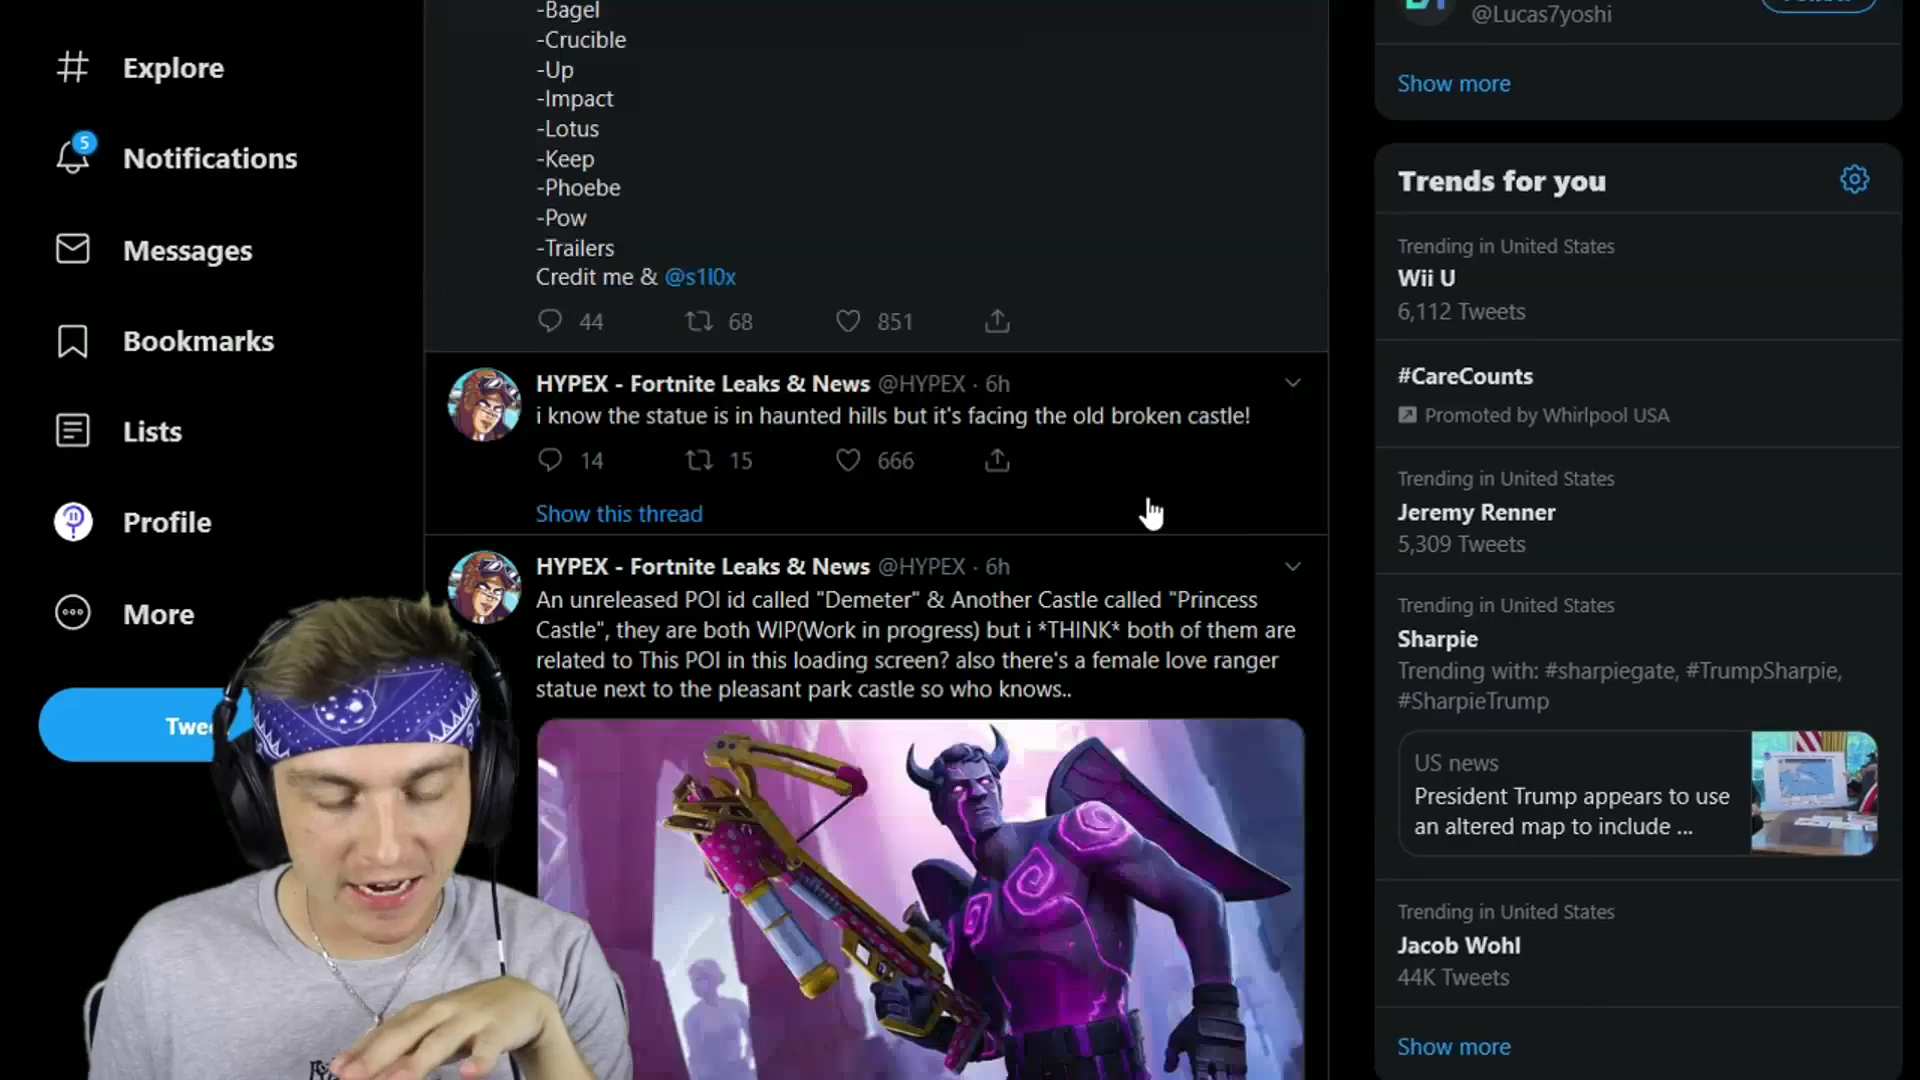 -Bagel
-Crucible
-Up
-Impact
-Lotus
-Keep
-Phoebe
-Pow
-Trailers
Credit me & @s1l0x
44 68 851
HYPEX - Fortnite Leaks & News @HYPEX · 6h
i know the statue is in haunted hills but it's facing the old broken castle!
14 15 666
Show this thread
HYPEX - Fortnite Leaks & News @HYPEX · 6h
An unreleased POI id called "Demeter" & Another Castle called "Princess
Castle", they are both WIP(Work in progress) but i *THINK* both of them are
related to This POI in this loading screen? also there's a female love ranger
statue next to the pleasant park castle so who knows..
Explore
5
Notifications
Messages
Bookmarks
Lists
Profile
More
@Lucas7yoshi
Show more
Trends for you
Trending in United States
Wii U
6,112 Tweets
#CareCounts
Promoted by Whirlpool USA
Trending in United States
Jeremy Renner
5,309 Tweets
Trending in United States
Sharpie
Trending with: #sharpiegate, #TrumpSharpie,
#SharpieTrump
US news
President Trump appears to use
an altered map to include ...
Trending in United States
Jacob Wohl
44K Tweets
Show more